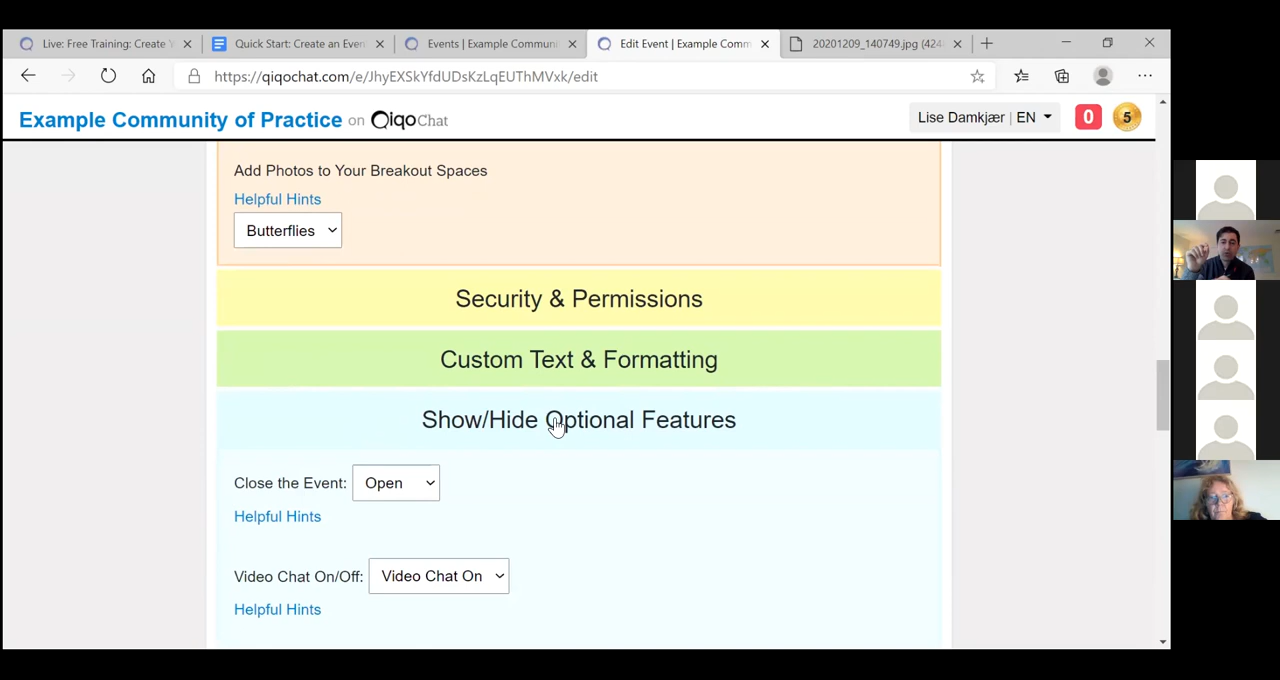 Live: Free Training: Create Y
Quick Start: Create an Even
Events | Example Communi
Edit Event | Example Comm
20201209_140749.jpg (424
https://qiqochat.com/e/JhyEXSkYfdUDsKzLqEUThMVxk/edit
Example Community of Practice on QiqoChat
Lise Damkjær | EN
0
5
Add Photos to Your Breakout Spaces
Helpful Hints
Butterflies
Security & Permissions
Custom Text & Formatting
Show/Hide Optional Features
Close the Event: Open
Helpful Hints
Video Chat On/Off: Video Chat On
Helpful Hints